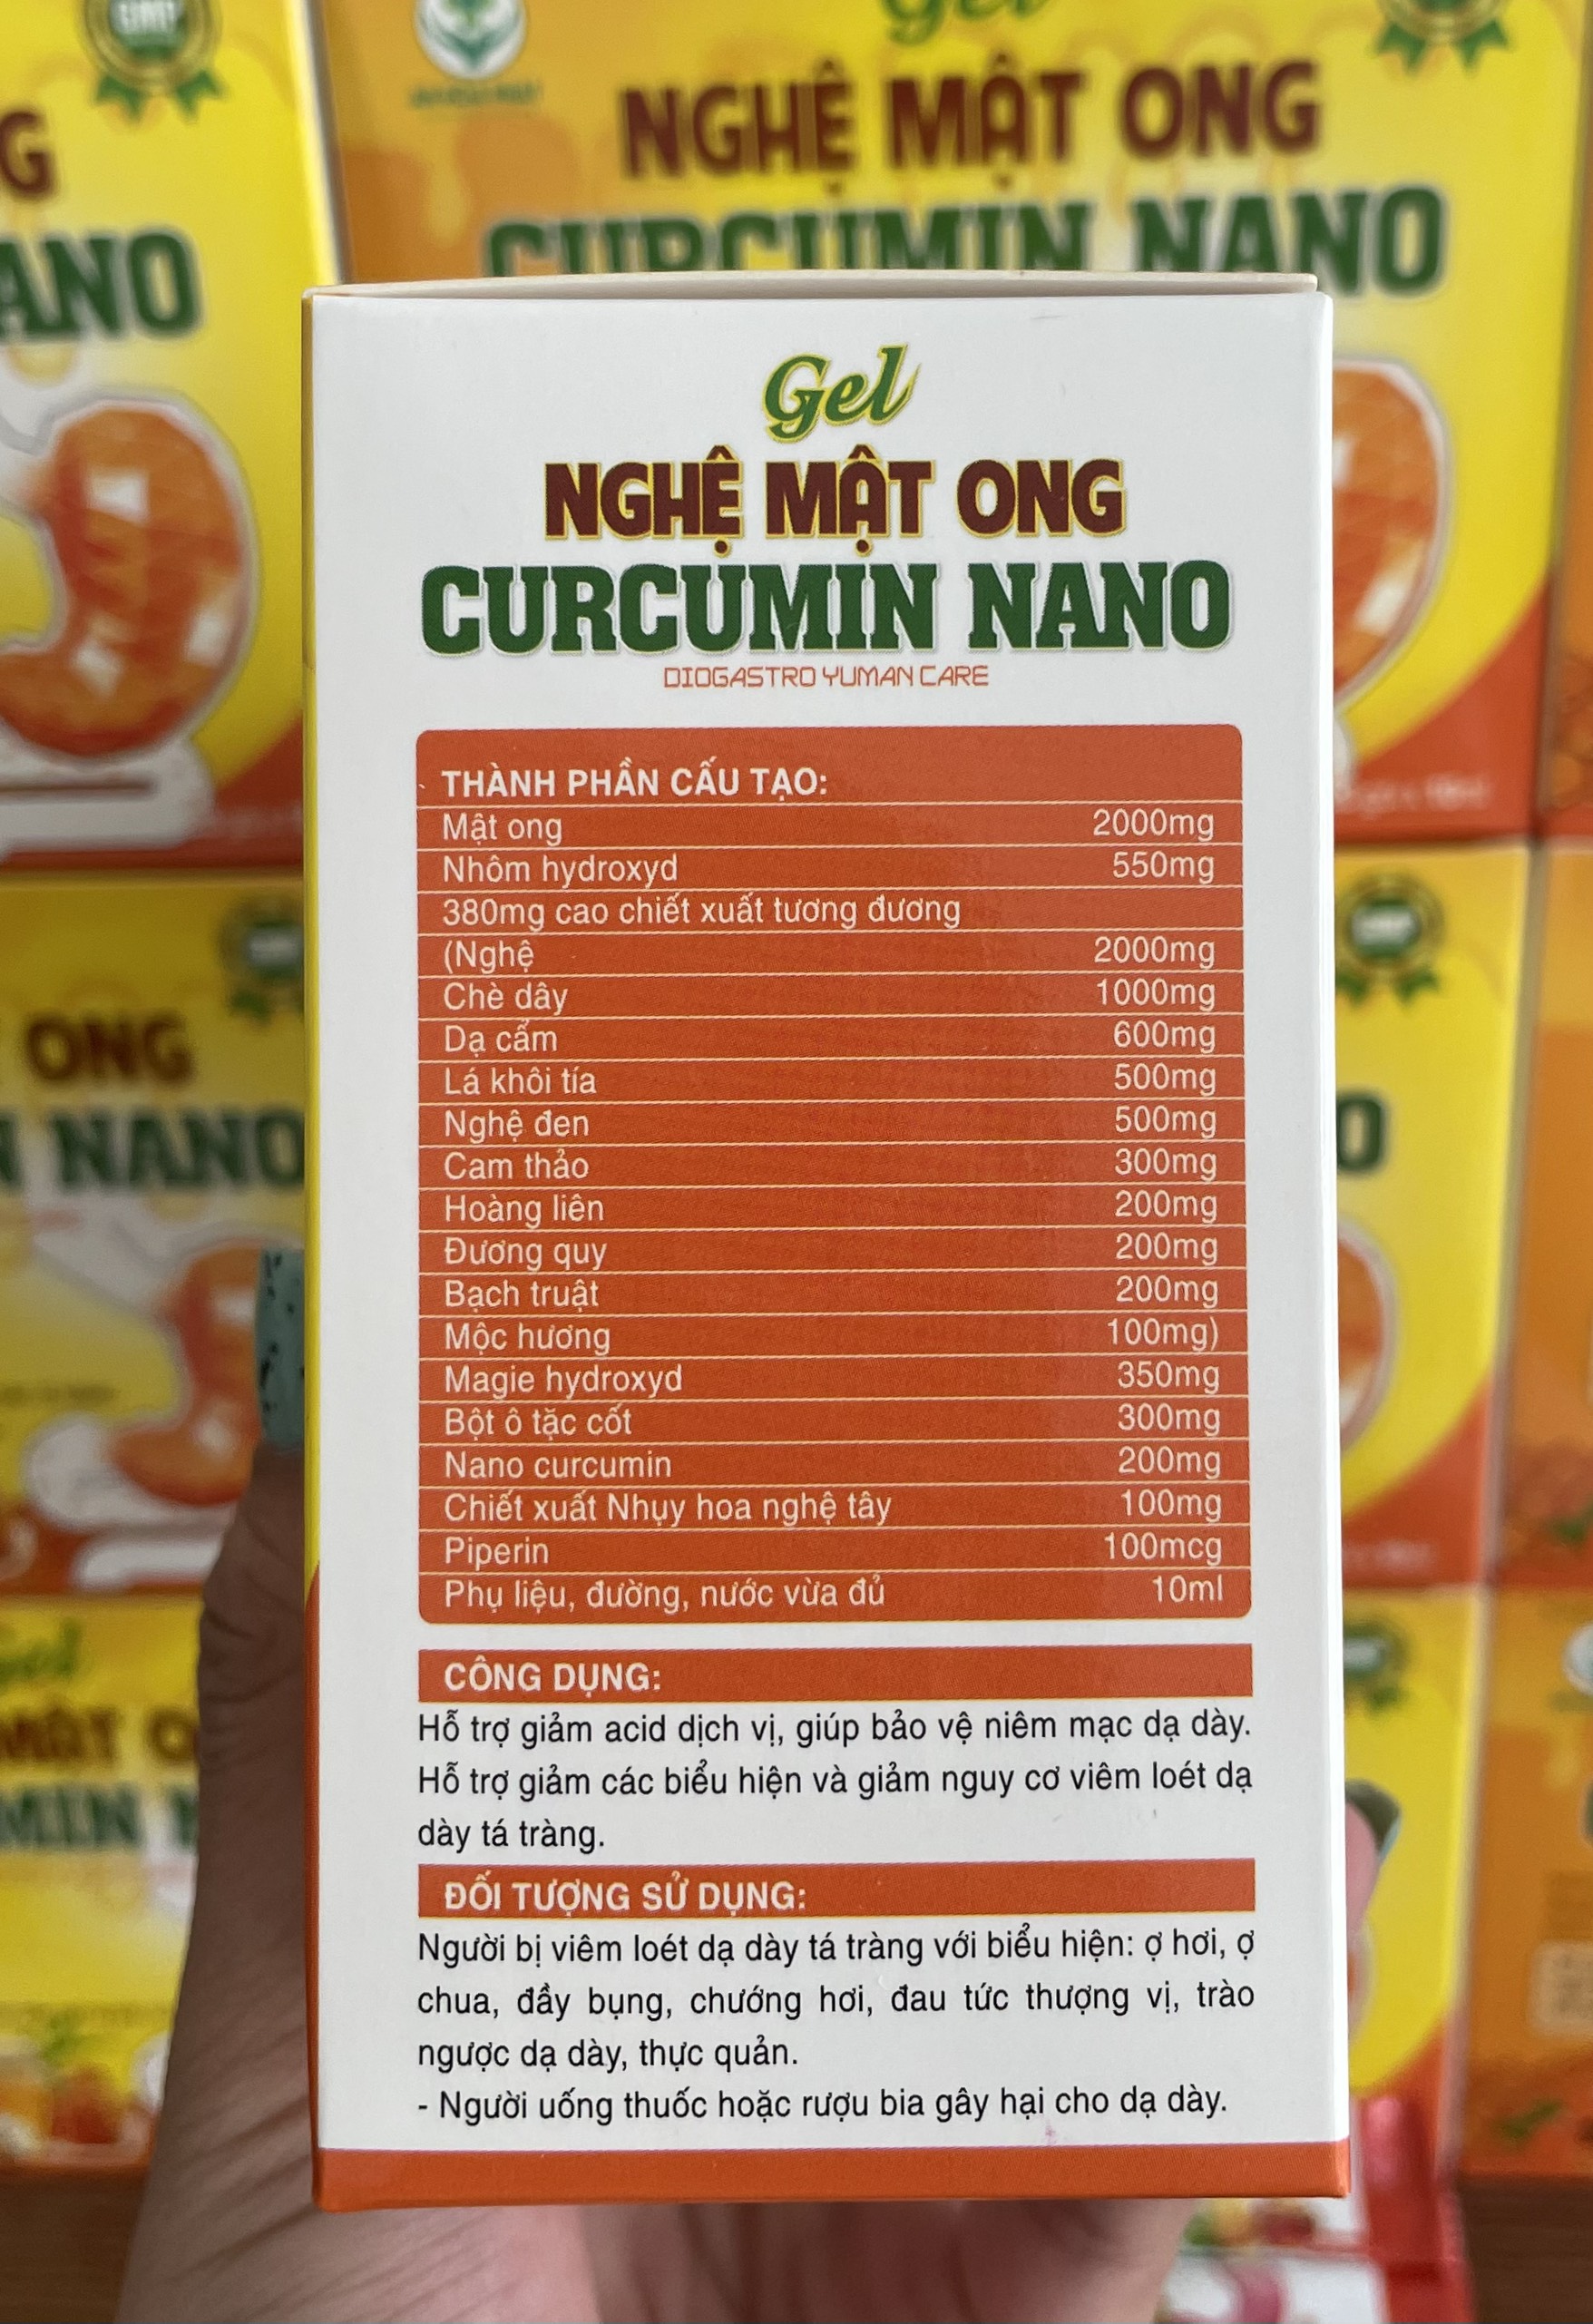 Gel
NGHỆ MẬT ONG
CURCUMIN NANO
G
ANO
Gel
NGHỆ MẬT ONG
CURCUMIN NANO
DIOGASTRO YUMAN CARE
THÀNH PHẦN CẤU TẠO:
Mật ong 2000mg
Nhôm hydroxyd 550mg
380mg cao chiết xuất tương đương
(Nghệ 2000mg
Chè dây 1000mg
Dạ cẩm 600mg
Lá khôi tía 500mg
Nghệ đen 500mg
Cam thảo 300mg
Hoàng liên 200mg
Đương quy 200mg
Bạch truật 200mg
Mộc hương 100mg)
Magie hydroxyd 350mg
Bột ô tặc cốt 300mg
Nano curcumin 200mg
Chiết xuất Nhụy hoa nghệ tây 100mg
Piperin 100mcg
Phụ liệu, đường, nước vừa đủ 10ml
CÔNG DỤNG:
Hỗ trợ giảm acid dịch vị, giúp bảo vệ niêm mạc dạ dày.
Hỗ trợ giảm các biểu hiện và giảm nguy cơ viêm loét dạ
dày tá tràng.
ĐỐI TƯỢNG SỬ DỤNG:
Người bị viêm loét dạ dày tá tràng với biểu hiện: ợ hơi, ợ
chua, đầy bụng, chướng hơi, đau tức thượng vị, trào
ngược dạ dày, thực quản.
- Người uống thuốc hoặc rượu bia gây hại cho dạ dày.
ONG
NANO